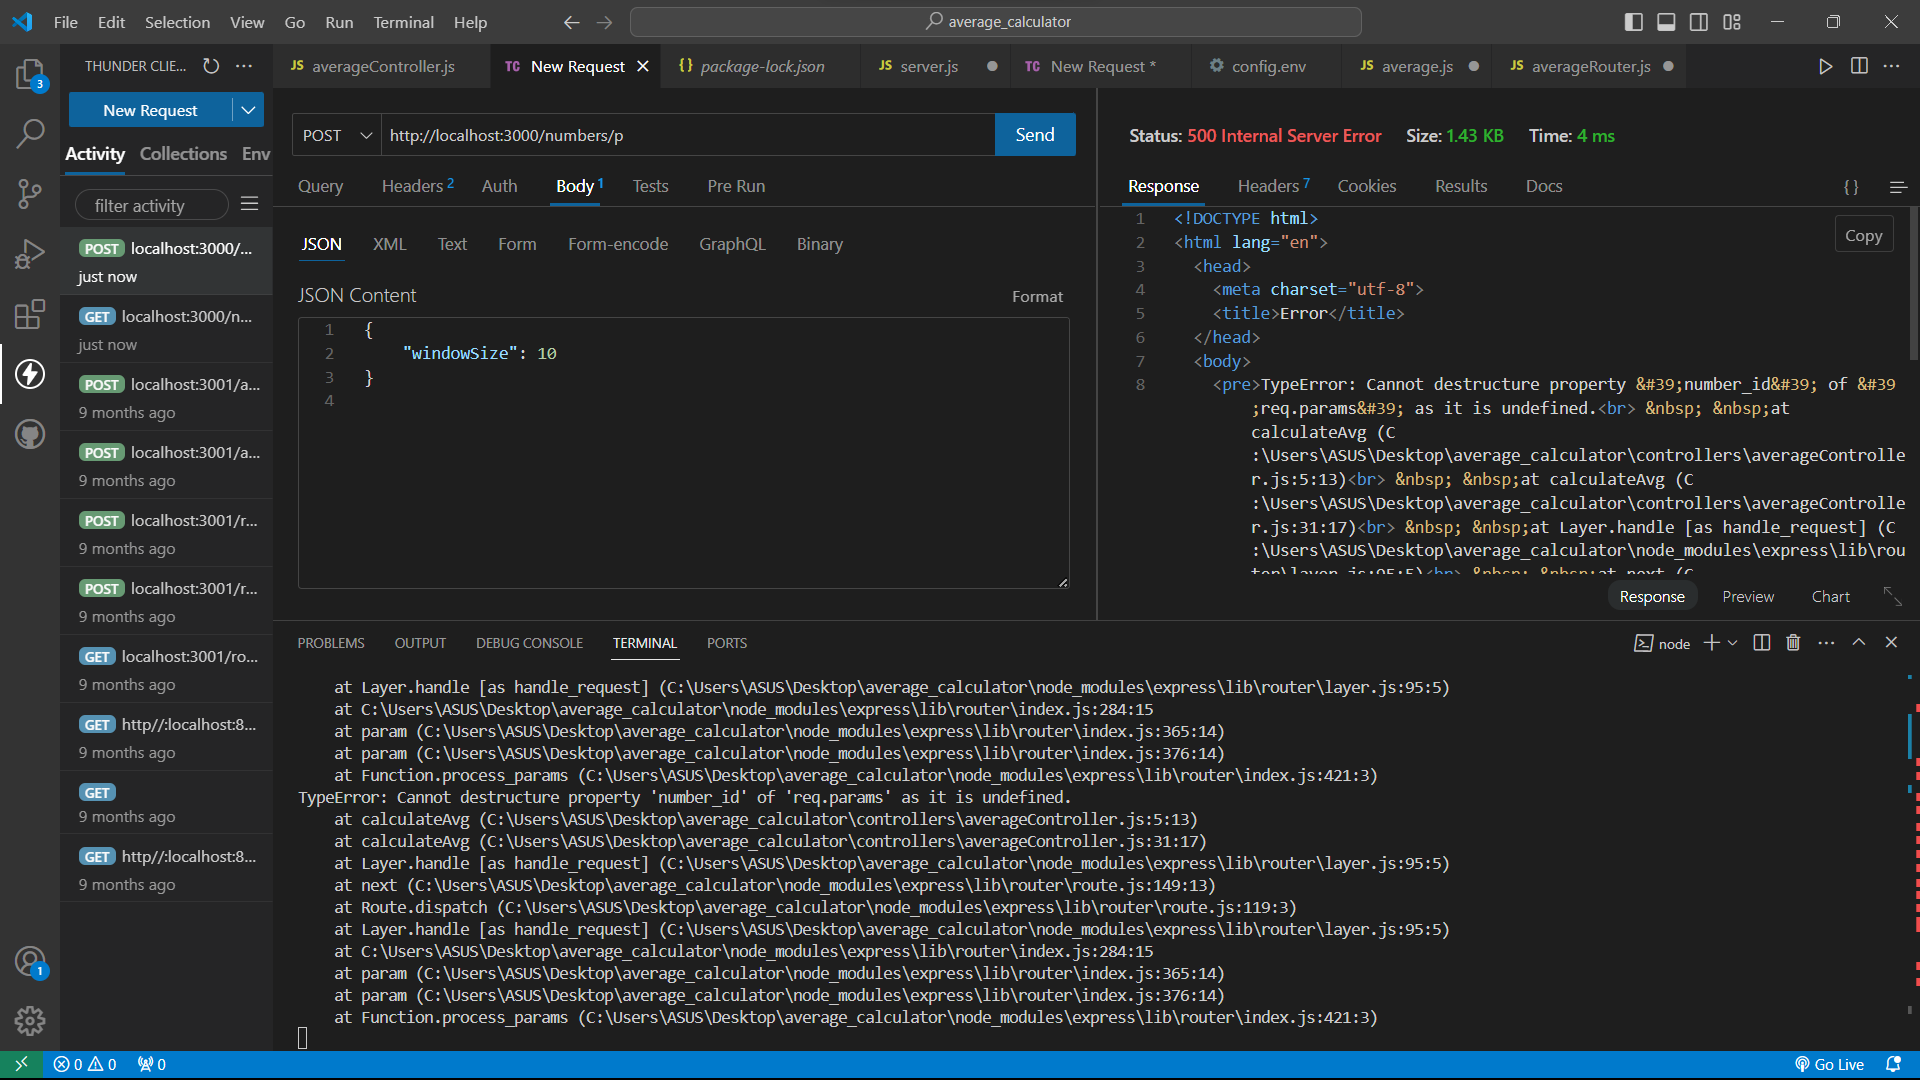 File Edit Selection View Go Run Terminal Help
average_calculator
THUNDER CLIE...
JS averageController.js
TC New Request
{} package-lock.json
JS server.js
TC New Request *
config.env
JS average.js
JS averageRouter.js
New Request
Activity Collections Env
filter activity
POST localhost:3000/...
just now
GET localhost:3000/n...
just now
POST localhost:3001/a...
9 months ago
POST localhost:3001/a...
9 months ago
POST localhost:3001/r...
9 months ago
POST localhost:3001/r...
9 months ago
GET localhost:3001/ro...
9 months ago
GET http//:localhost:8...
9 months ago
GET
9 months ago
GET http//:localhost:8...
9 months ago
3
1
POST http://localhost:3000/numbers/p Send
Query Headers 2 Auth Body 1 Tests Pre Run
JSON XML Text Form Form-encode GraphQL Binary
JSON Content Format
1 {
2 "windowSize": 10
3 }
4
Status: 500 Internal Server Error Size: 1.43 KB Time: 4 ms
Response Headers 7 Cookies Results Docs {}
Copy
1 <!DOCTYPE html>
2 <html lang="en">
3 <head>
4 <meta charset="utf-8">
5 <title>Error</title>
6 </head>
7 <body>
8 <pre>TypeError: Cannot destructure property &#39;number_id&#39; of &#39
;req.params&#39; as it is undefined.<br> &nbsp; &nbsp;at
calculateAvg (C
:\Users\ASUS\Desktop\average_calculator\controllers\averageControlle
r.js:5:13)<br> &nbsp; &nbsp;at calculateAvg (C
:\Users\ASUS\Desktop\average_calculator\controllers\averageControlle
r.js:31:17)<br> &nbsp; &nbsp;at Layer.handle [as handle_request] (C
:\Users\ASUS\Desktop\average_calculator\node_modules\express\lib\rou
ter\layer.js:95:5)<br> &nbsp; &nbsp;at next (C
Response Preview Chart
PROBLEMS OUTPUT DEBUG CONSOLE TERMINAL PORTS
node
at Layer.handle [as handle_request] (C:\Users\ASUS\Desktop\average_calculator\node_modules\express\lib\router\layer.js:95:5)
at C:\Users\ASUS\Desktop\average_calculator\node_modules\express\lib\router\index.js:284:15
at param (C:\Users\ASUS\Desktop\average_calculator\node_modules\express\lib\router\index.js:365:14)
at param (C:\Users\ASUS\Desktop\average_calculator\node_modules\express\lib\router\index.js:376:14)
at Function.process_params (C:\Users\ASUS\Desktop\average_calculator\node_modules\express\lib\router\index.js:421:3)
TypeError: Cannot destructure property 'number_id' of 'req.params' as it is undefined.
at calculateAvg (C:\Users\ASUS\Desktop\average_calculator\controllers\averageController.js:5:13)
at calculateAvg (C:\Users\ASUS\Desktop\average_calculator\controllers\averageController.js:31:17)
at Layer.handle [as handle_request] (C:\Users\ASUS\Desktop\average_calculator\node_modules\express\lib\router\layer.js:95:5)
at next (C:\Users\ASUS\Desktop\average_calculator\node_modules\express\lib\router\route.js:149:13)
at Route.dispatch (C:\Users\ASUS\Desktop\average_calculator\node_modules\express\lib\router\route.js:119:3)
at Layer.handle [as handle_request] (C:\Users\ASUS\Desktop\average_calculator\node_modules\express\lib\router\layer.js:95:5)
at C:\Users\ASUS\Desktop\average_calculator\node_modules\express\lib\router\index.js:284:15
at param (C:\Users\ASUS\Desktop\average_calculator\node_modules\express\lib\router\index.js:365:14)
at param (C:\Users\ASUS\Desktop\average_calculator\node_modules\express\lib\router\index.js:376:14)
at Function.process_params (C:\Users\ASUS\Desktop\average_calculator\node_modules\express\lib\router\index.js:421:3)
0 0 0
Go Live